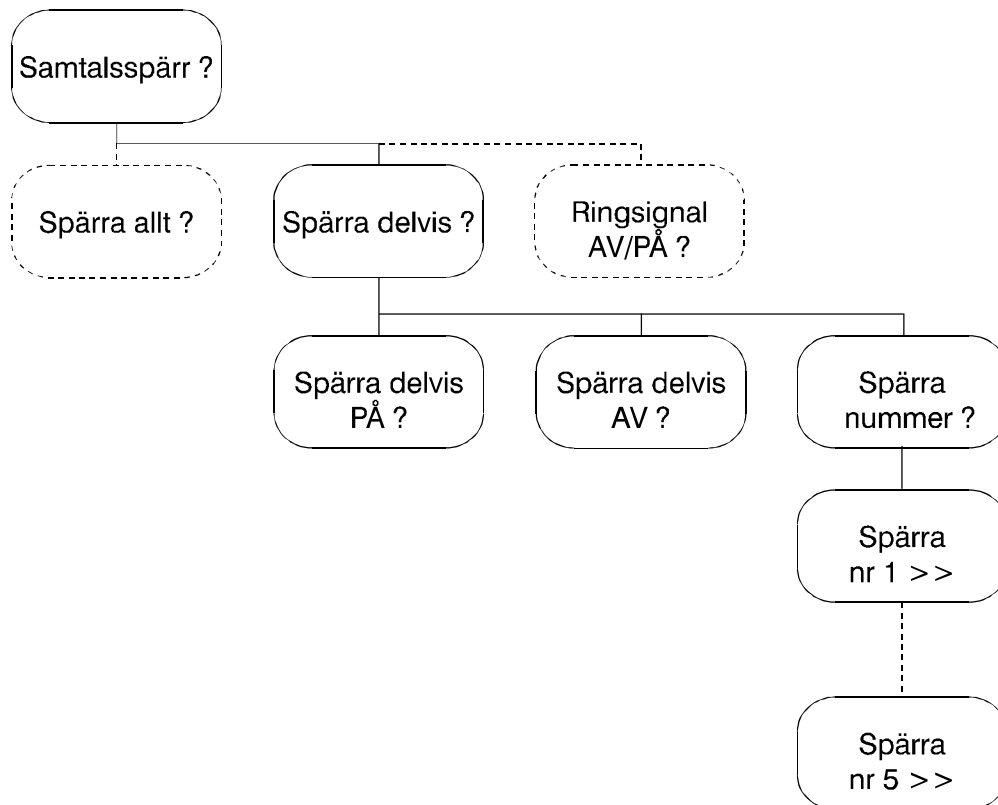 Samtalsspärr ?
Spärra allt ?
Spärra delvis ?
Ringsignal
AV/PÅ ?
Spärra delvis
PÅ ?
Spärra delvis
AV ?
Spärra
nummer ?
Spärra
nr 1 >>
Spärra
nr 5 >>